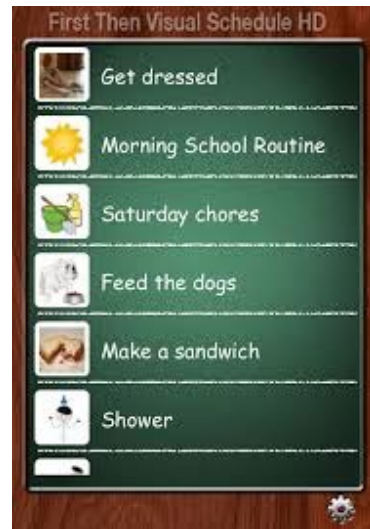 First Then Visual Schedule HD
Get dressed
Morning School Routine
Saturday chores
Feed the dogs
Make a sandwich
Shower